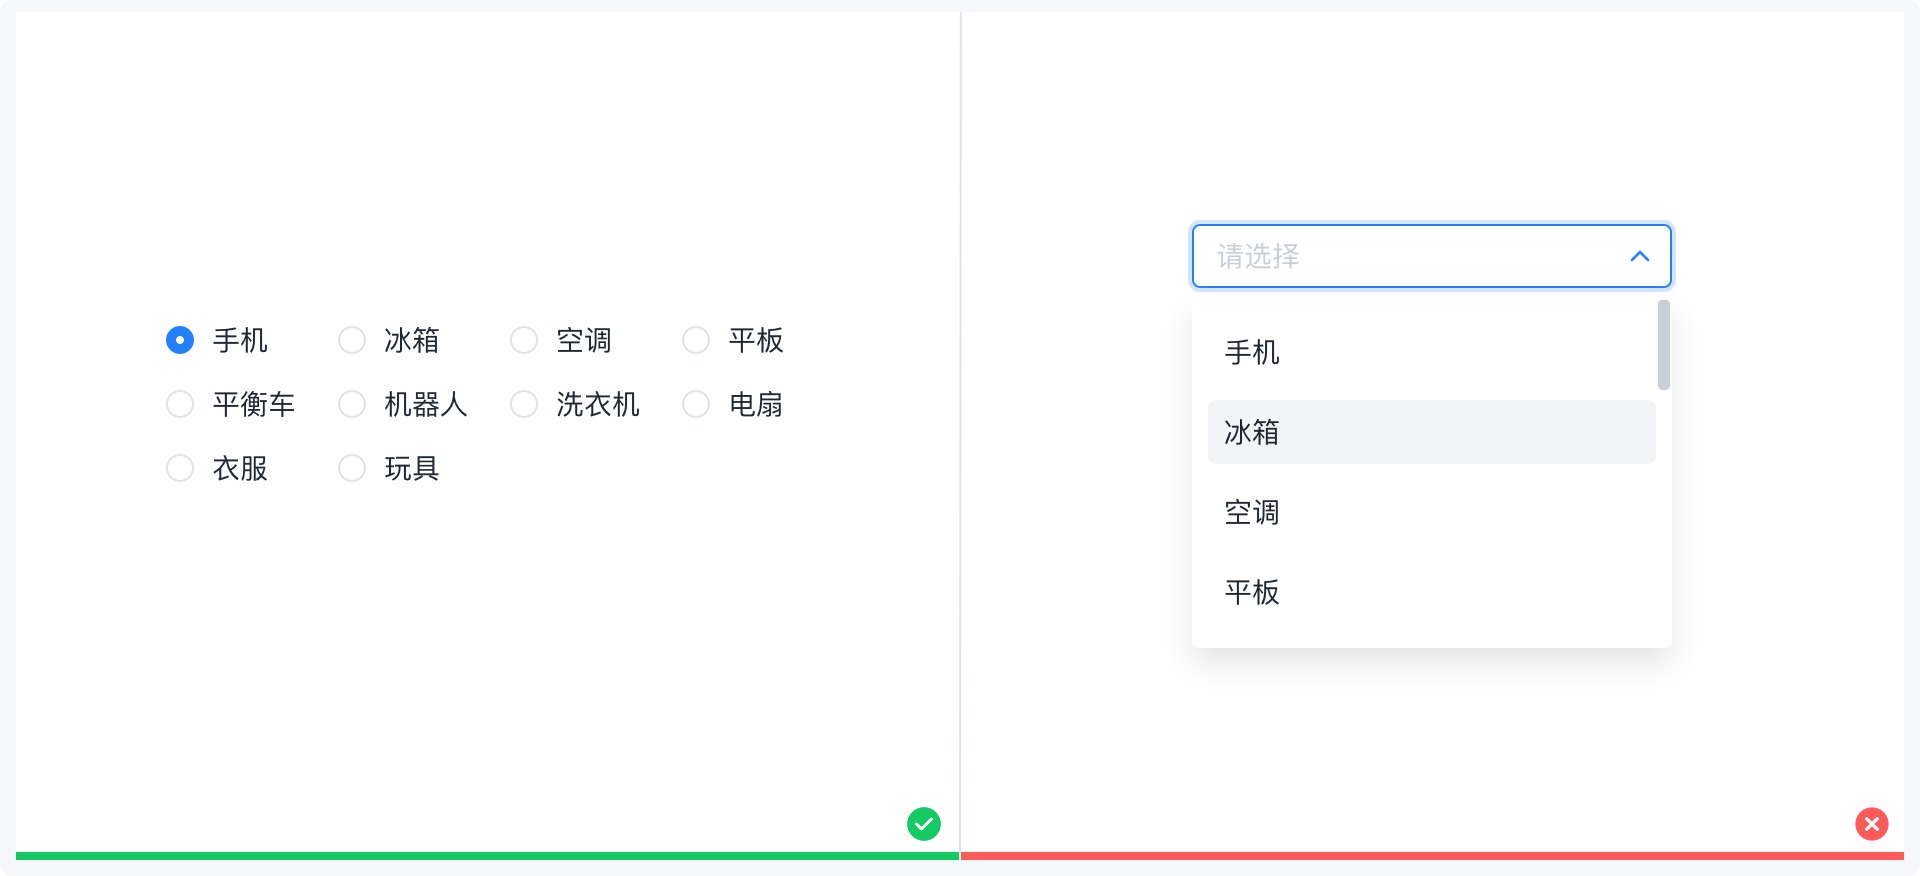 手机 冰箱 空调 平板
平衡车 机器人 洗衣机 电扇
衣服 玩具
请选择
手机
冰箱
空调
平板